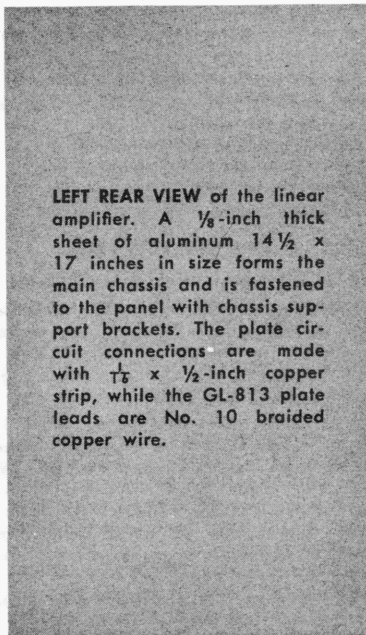 LEFT REAR VIEW of the linear
amplifier. A ⅛-inch thick
sheet of aluminum 14½ x
17 inches in size forms the
main chassis and is fastened
to the panel with chassis sup-
port brackets. The plate cir-
cuit connections are made
with 1/16 x ½-inch copper
strip, while the GL-813 plate
leads are No. 10 braided
copper wire.